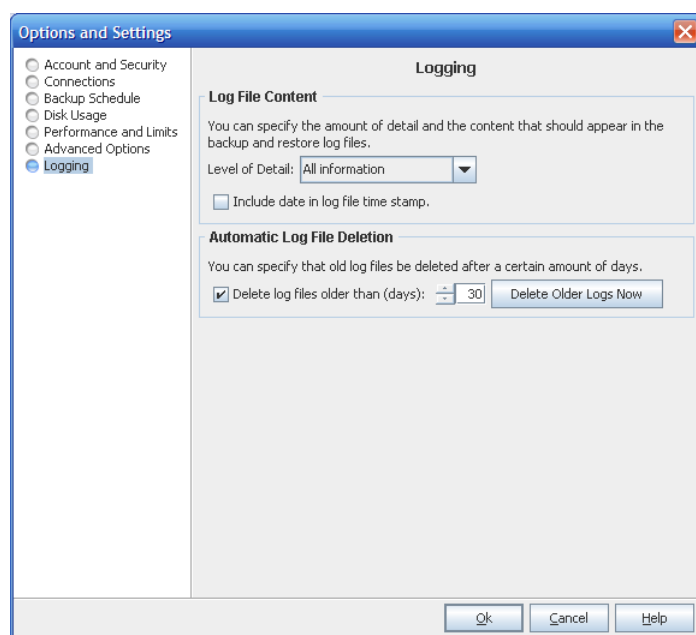 Options and Settings
Account and Security
Connections
Backup Schedule
Disk Usage
Performance and Limits
Advanced Options
Logging
Logging
Log File Content
You can specify the amount of detail and the content that should appear in the
backup and restore log files.
Level of Detail: All information
Include date in log file time stamp.
Automatic Log File Deletion
You can specify that old log files be deleted after a certain amount of days.
Delete log files older than (days): 30 Delete Older Logs Now
Ok Cancel Help